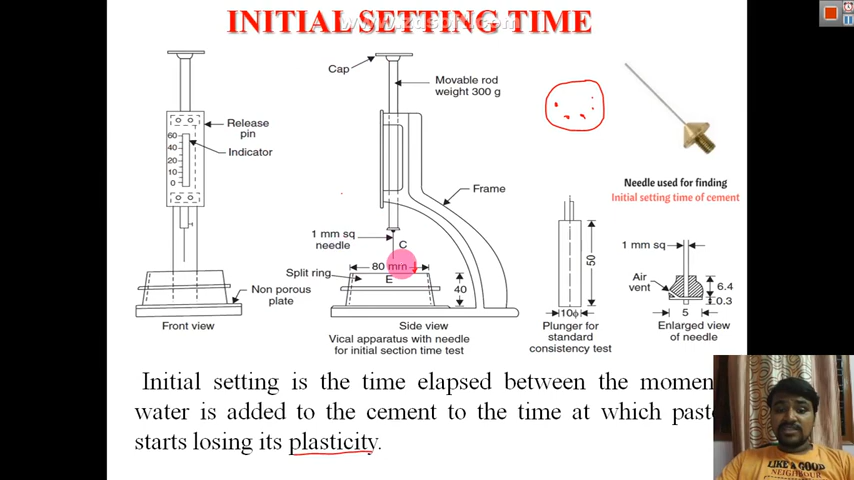 INITIAL SETTING TIME
Cap
Movable rod
weight 300 g
Release
pin
Indicator
60
40
20
10
0
Frame
1 mm sq
needle
C
80 mrn
E
Split ring
40
Non porous
plate
Front view
Side view
Vical apparatus with needle
for initial section time test
50
10ϕ
Plunger for
standard
consistency test
Needle used for finding
Initial setting time of cement
1 mm sq
Air
vent
6.4
0.3
5
Enlarged view
of needle
Initial setting is the time elapsed between the momen
water is added to the cement to the time at which past
starts losing its plasticity.
LIKE A GOOD
NEIGHBOUR